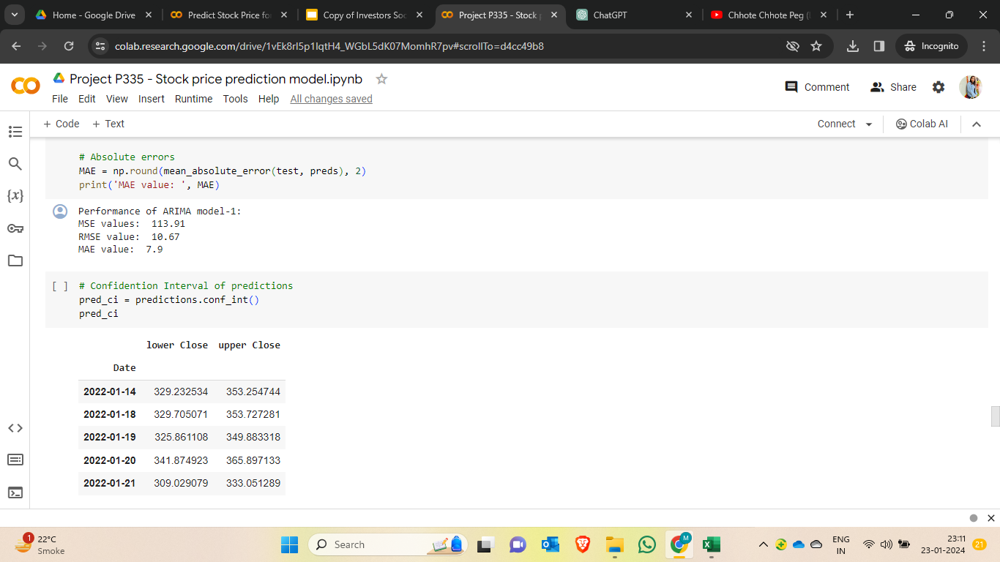 Home - Google Drive
Predict Stock Price fo
Copy of Investors Soc
Project P335 - Stock p
ChatGPT
Chhote Chhote Peg (
colab.research.google.com/drive/1vEk8rI5p1IqtH4_WGbL5dK07MomhR7pv#scrollTo=d4cc49b8
Incognito
Project P335 - Stock price prediction model.ipynb
File Edit View Insert Runtime Tools Help All changes saved
Comment
Share
+ Code + Text
Connect
Colab AI
# Absolute errors
MAE = np.round(mean_absolute_error(test, preds), 2)
print('MAE value: ', MAE)
{x}
Performance of ARIMA model-1:
MSE values: 113.91
RMSE value: 10.67
MAE value: 7.9
[ ] # Confidention Interval of predictions
pred_ci = predictions.conf_int()
pred_ci
lower Close upper Close
Date
2022-01-14 329.232534 353.254744
2022-01-18 329.705071 353.727281
2022-01-19 325.861108 349.883318
2022-01-20 341.874923 365.897133
2022-01-21 309.029079 333.051289
1
22°C
Smoke
Search
M
ENG
IN
23:11
23-01-2024
21